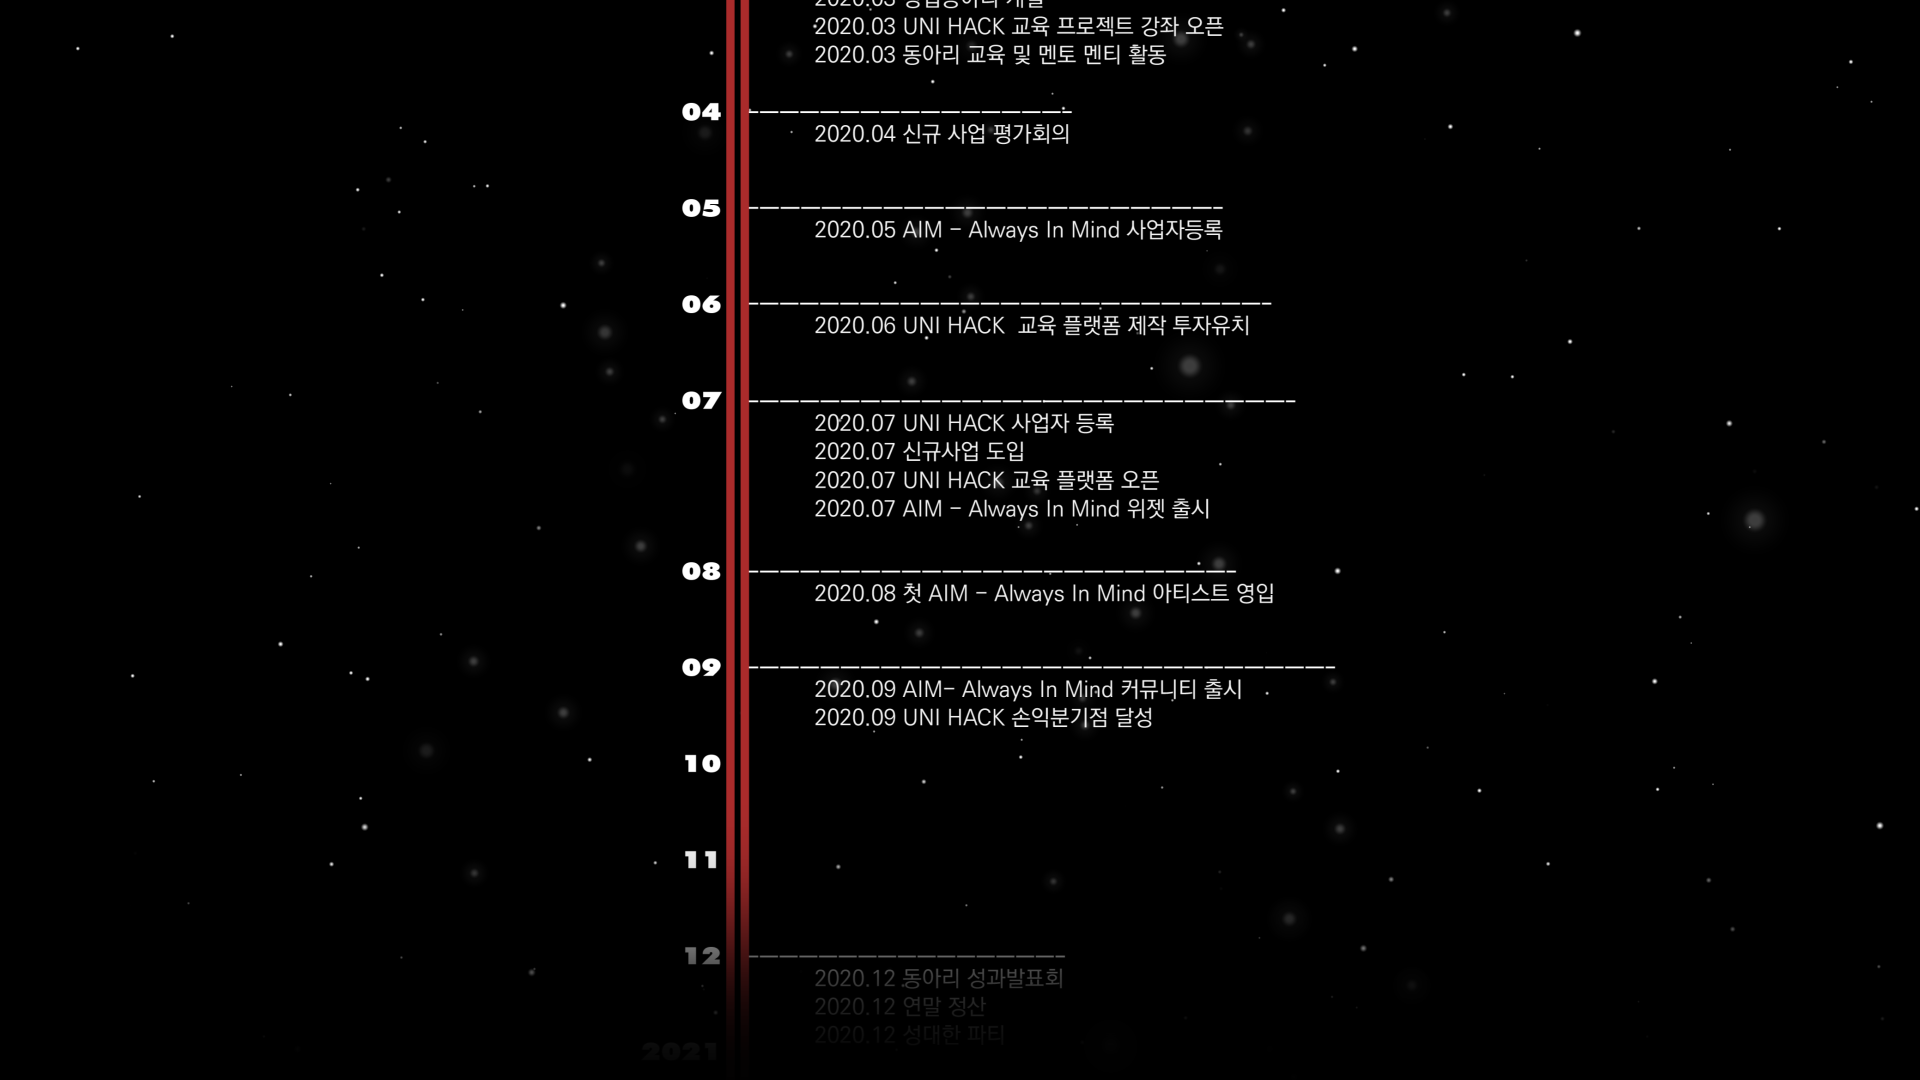 2020.03 창업동아리 개설
2020.03 UNI HACK 교육 프로젝트 강좌 오픈
2020.03 동아리 교육 및 멘토 멘티 활동
04
2020.04 신규 사업 평가회의
05
2020.05 AIM - Always In Mind 사업자등록
06
2020.06 UNI HACK 교육 플랫폼 제작 투자유치
07
2020.07 UNI HACK 사업자 등록
2020.07 신규사업 도입
2020.07 UNI HACK 교육 플랫폼 오픈
2020.07 AIM - Always In Mind 위젯 출시
08
2020.08 첫 AIM - Always In Mind 아티스트 영입
09
2020.09 AIM- Always In Mind 커뮤니티 출시
2020.09 UNI HACK 손익분기점 달성
10
11
12
2020.12 동아리 성과발표회
2020.12 연말 정산
2020.12 성대한 파티
2021